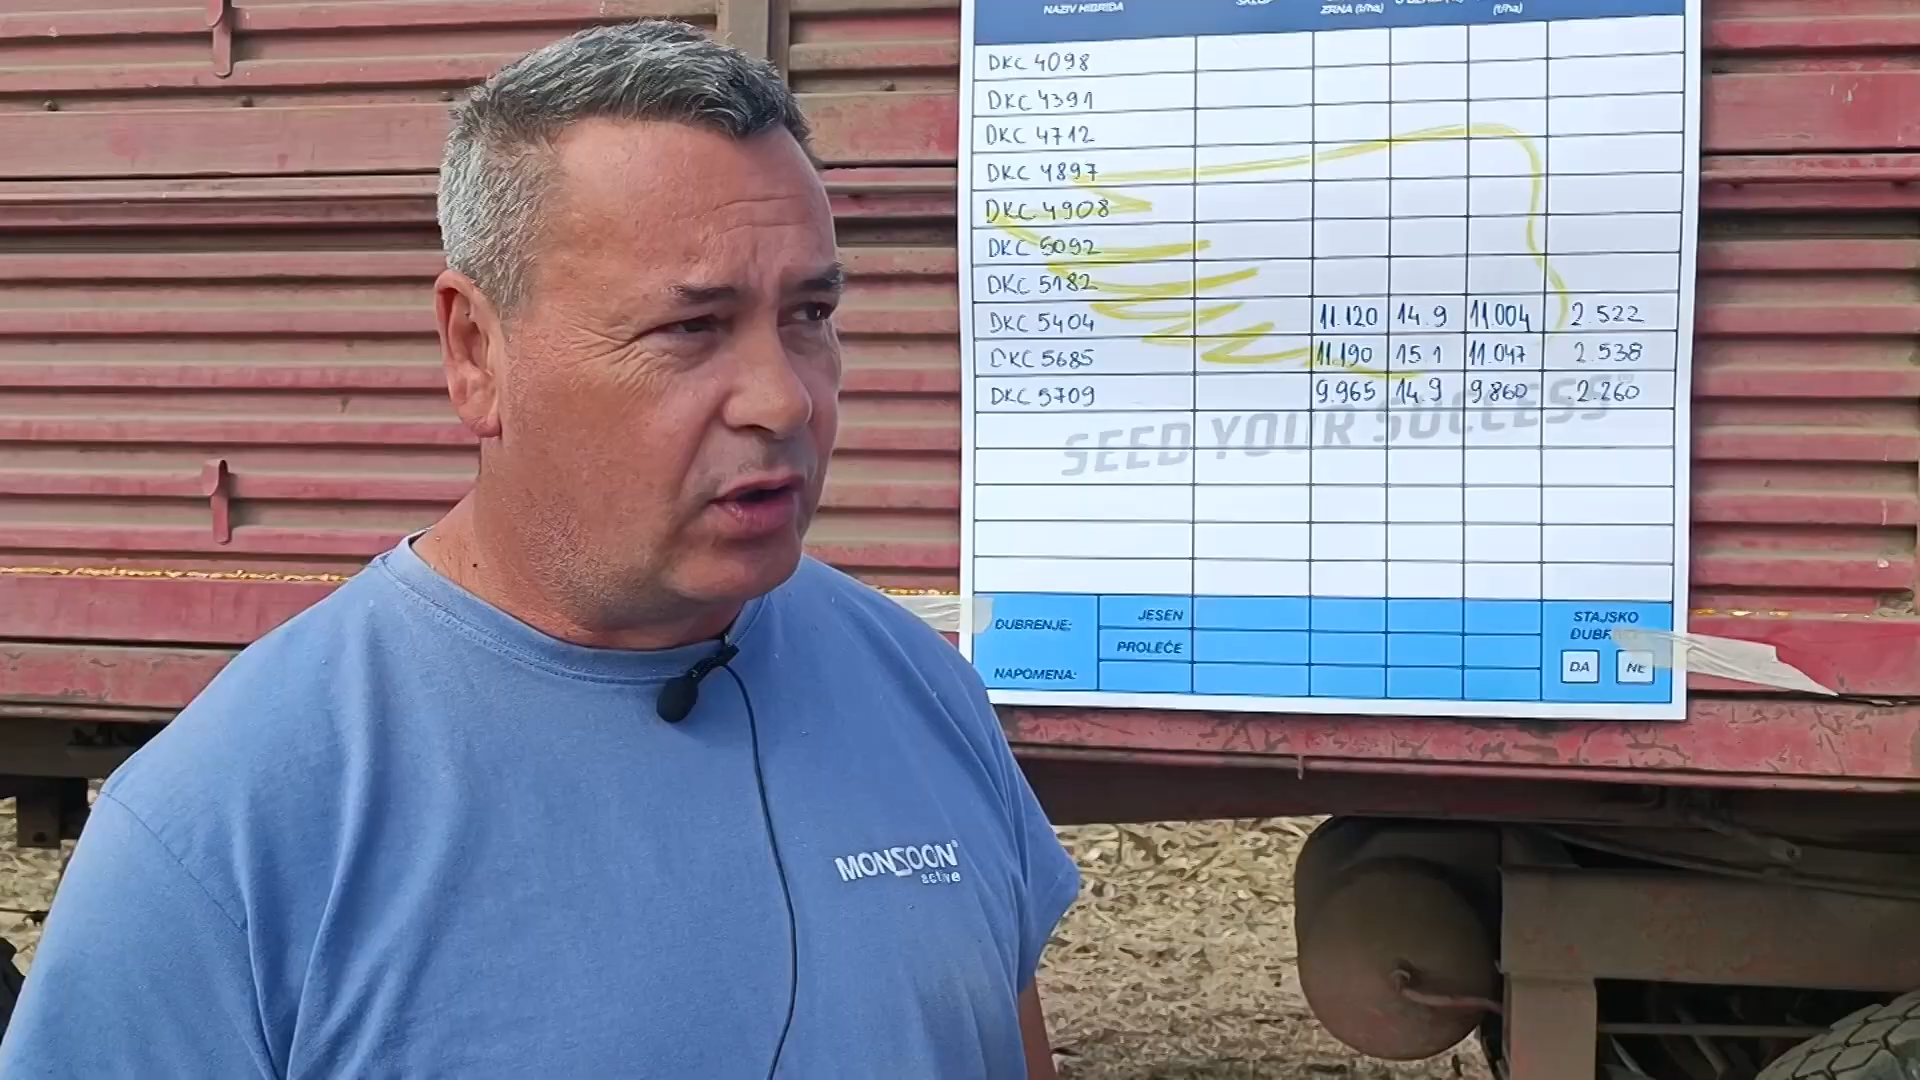 NAZIV HIBRIDA ZRNA (t/ha) (t/ha)
DKC 4098
DKC 4391
DKC 4712
DKC 4897
DKC 4908
DKC 5092
DKC 5182
DKC 5404 11.120 14.9 11.004 2.522
DKC 5685 11.190 15.1 11.047 2.538
DKC 5709 9.965 14.9 9.860 2.260
SEED YOUR SUCCESS
DUBRENJE: JESEN
PROLEĆE
NAPOMENA:
STAJSKO
DA NE
MONSOON
active